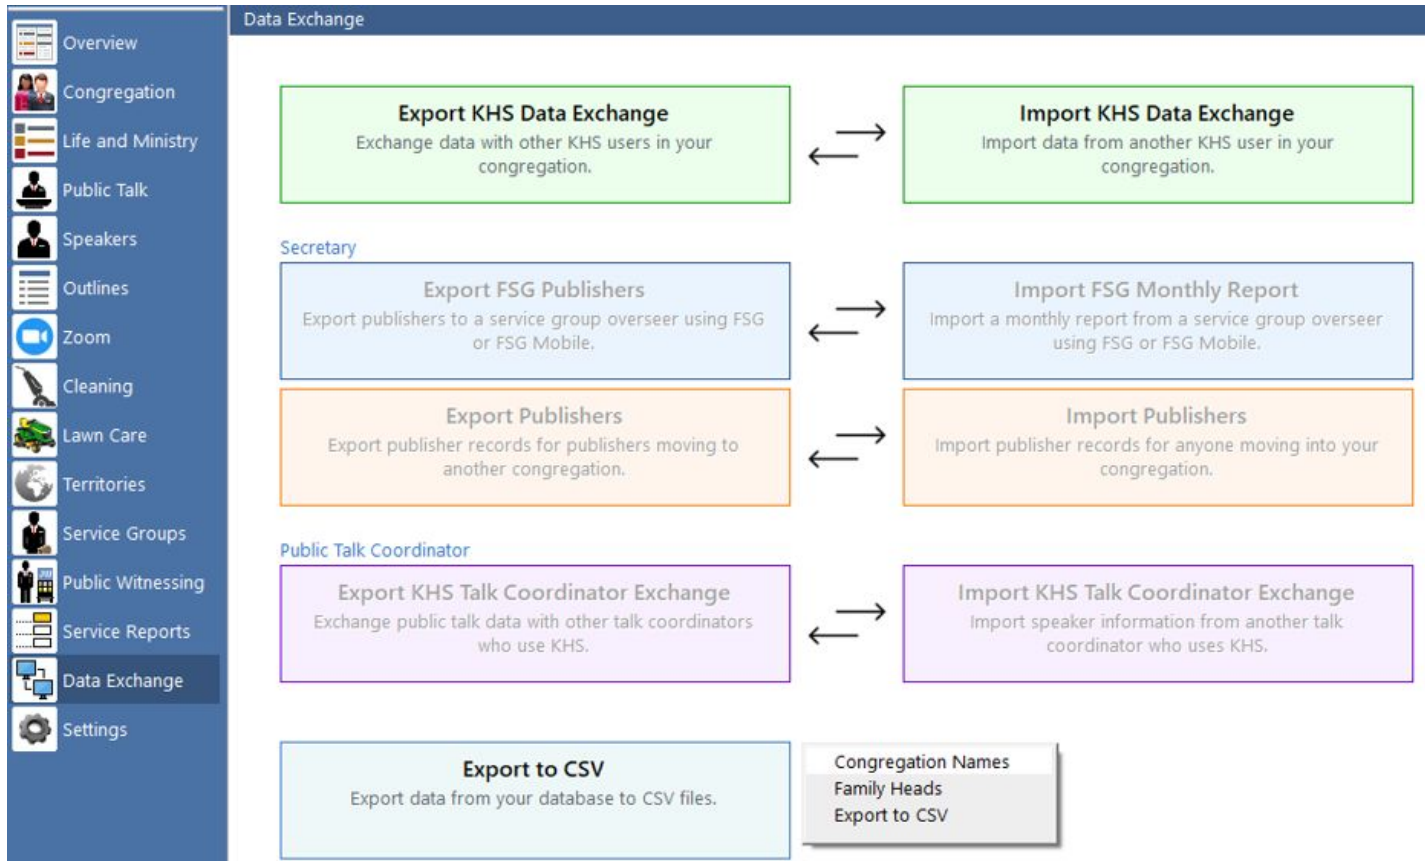 Data Exchange
Overview
Congregation
Life and Ministry
Public Talk
Speakers
Outlines
Zoom
Cleaning
Lawn Care
Territories
Service Groups
Public Witnessing
Service Reports
Data Exchange
Settings
Export KHS Data Exchange
Exchange data with other KHS users in your
congregation.
Import KHS Data Exchange
Import data from another KHS user in your
congregation.
Secretary
Export FSG Publishers
Export publishers to a service group overseer using FSG
or FSG Mobile.
Import FSG Monthly Report
Import a monthly report from a service group overseer
using FSG or FSG Mobile.
Export Publishers
Export publisher records for publishers moving to
another congregation.
Import Publishers
Import publisher records for anyone moving into your
congregation.
Public Talk Coordinator
Export KHS Talk Coordinator Exchange
Exchange public talk data with other talk coordinators
who use KHS.
Import KHS Talk Coordinator Exchange
Import speaker information from another talk
coordinator who uses KHS.
Export to CSV
Export data from your database to CSV files.
Congregation Names
Family Heads
Export to CSV